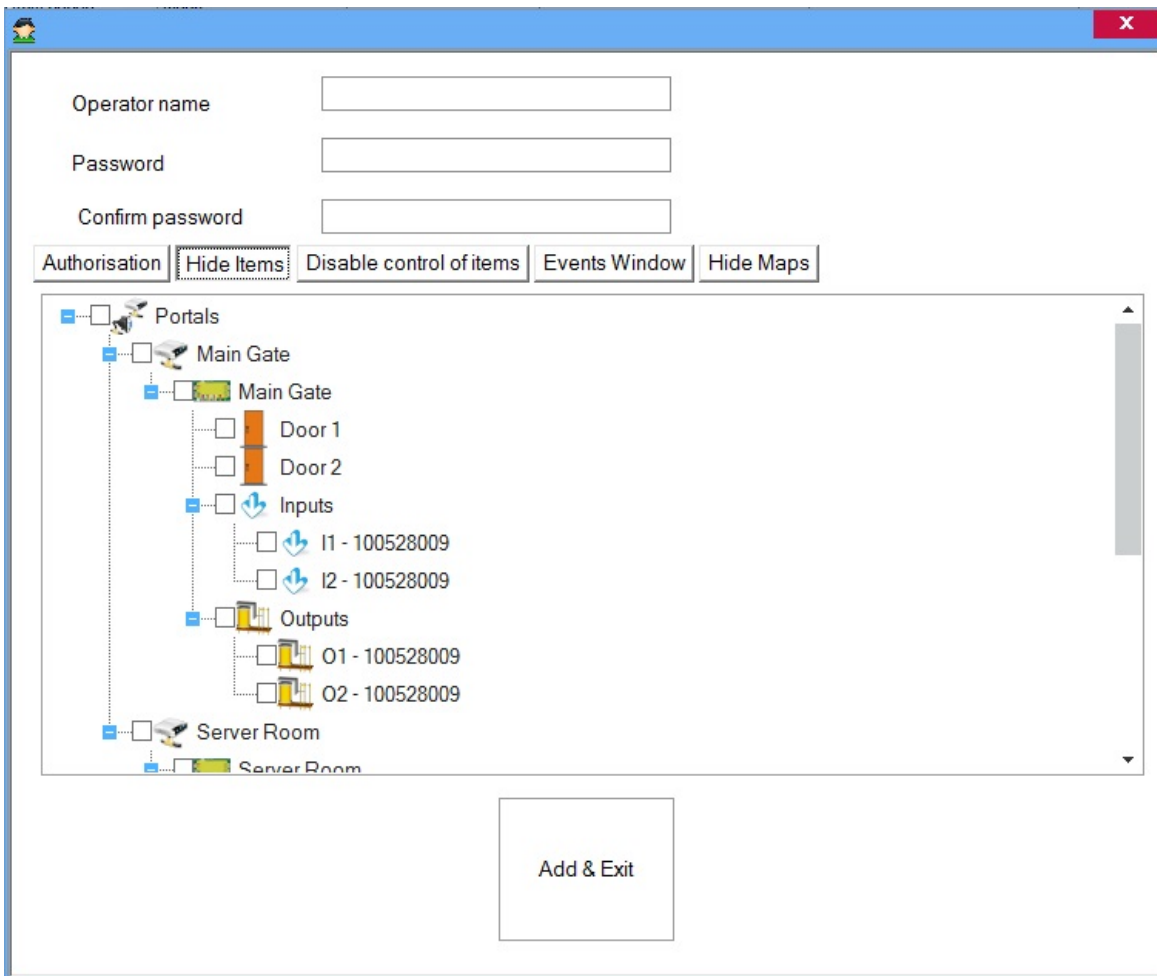 X
Operator name
Password
Confirm password
Authorisation Hide Items Disable control of items Events Window Hide Maps
Portals
Main Gate
Main Gate
Door 1
Door 2
Inputs
I1 - 100528009
I2 - 100528009
Outputs
O1 - 100528009
O2 - 100528009
Server Room
Server Room
Add & Exit